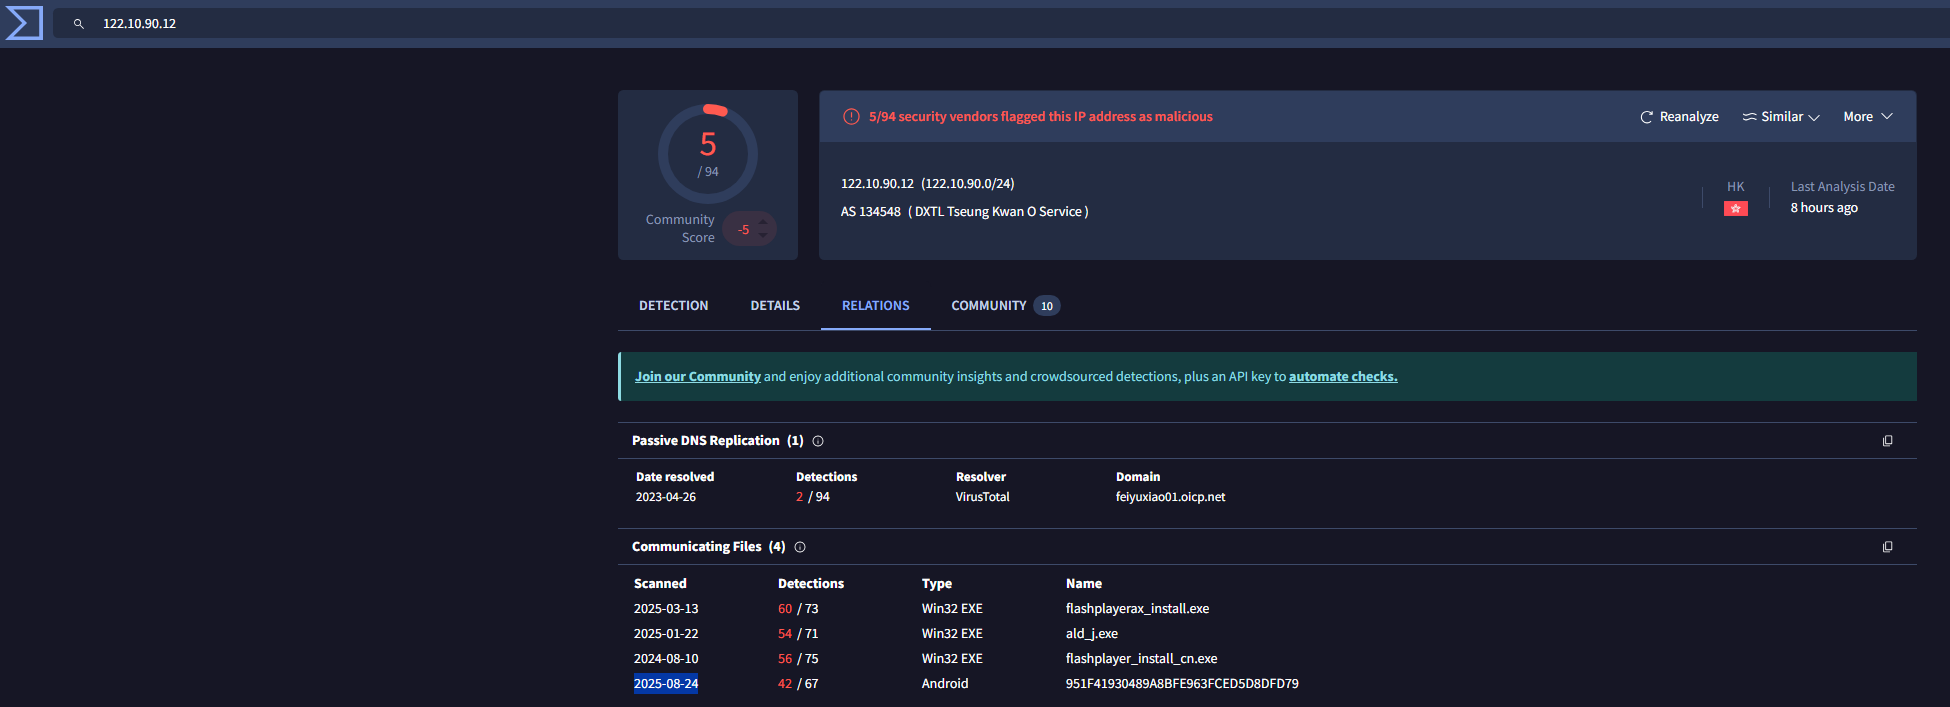 122.10.90.12
5
/ 94
Community
Score
-5
5/94 security vendors flagged this IP address as malicious
Reanalyze
Similar
More
122.10.90.12 (122.10.90.0/24)
AS 134548 ( DXTL Tseung Kwan O Service )
HK
Last Analysis Date
8 hours ago
DETECTION
DETAILS
RELATIONS
COMMUNITY 10
Join our Community and enjoy additional community insights and crowdsourced detections, plus an API key to automate checks.
Passive DNS Replication (1)
Date resolved Detections Resolver Domain
2023-04-26 2 / 94 VirusTotal feiyuxiao01.oicp.net
Communicating Files (4)
Scanned Detections Type Name
2025-03-13 60 / 73 Win32 EXE flashplayerax_install.exe
2025-01-22 54 / 71 Win32 EXE ald_j.exe
2024-08-10 56 / 75 Win32 EXE flashplayer_install_cn.exe
2025-08-24 42 / 67 Android 951F41930489A8BFE963FCED5D8DFD79